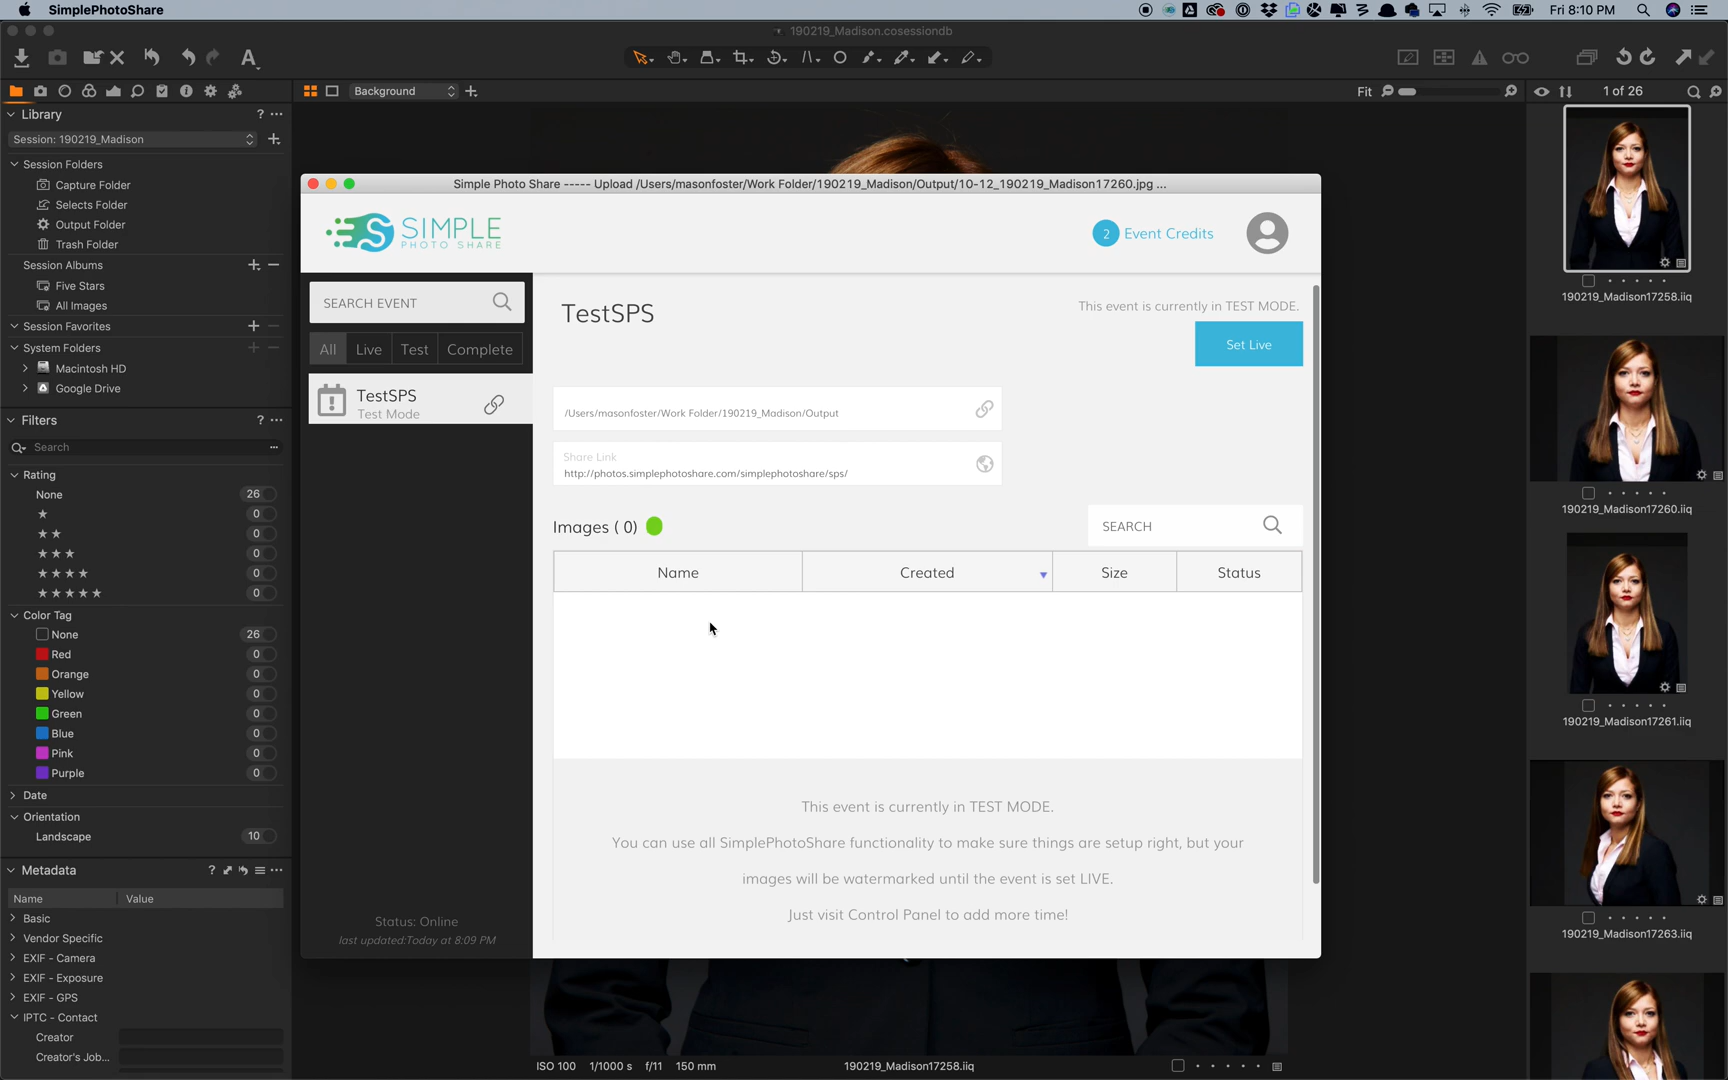 SimplePhotoShare
Fri 8:10 PM
190219_Madison.cosessiondb
Background
Fit
1 of 26
Library
?
Session: 190219_Madison
Session Folders
Capture Folder
Selects Folder
Output Folder
Trash Folder
Session Albums
Five Stars
All Images
Session Favorites
System Folders
Macintosh HD
Google Drive
Filters
?
Search
Rating
None 26
0
0
0
0
0
Color Tag
None 26
Red 0
Orange 0
Yellow 0
Green 0
Blue 0
Pink 0
Purple 0
Date
Orientation
Landscape 10
Metadata
?
Name Value
Basic
Vendor Specific
EXIF - Camera
EXIF - Exposure
EXIF - GPS
IPTC - Contact
Creator
Creator's Job...
Simple Photo Share ----- Upload /Users/masonfoster/Work Folder/190219_Madison/Output/10-12_190219_Madison17260.jpg ...
SIMPLE
PHOTO SHARE
2 Event Credits
SEARCH EVENT
All Live Test Complete
TestSPS
Test Mode
Status: Online
last updated:Today at 8:09 PM
TestSPS
This event is currently in TEST MODE.
Set Live
/Users/masonfoster/Work Folder/190219_Madison/Output
Share Link
http://photos.simplephotoshare.com/simplephotoshare/sps/
Images ( 0)
SEARCH
Name Created Size Status
This event is currently in TEST MODE.
You can use all SimplePhotoShare functionality to make sure things are setup right, but your
images will be watermarked until the event is set LIVE.
Just visit Control Panel to add more time!
ISO 100 1/1000 s f/11 150 mm
190219_Madison17258.iiq
190219_Madison17258.iiq
190219_Madison17260.iiq
190219_Madison17261.iiq
190219_Madison17263.iiq